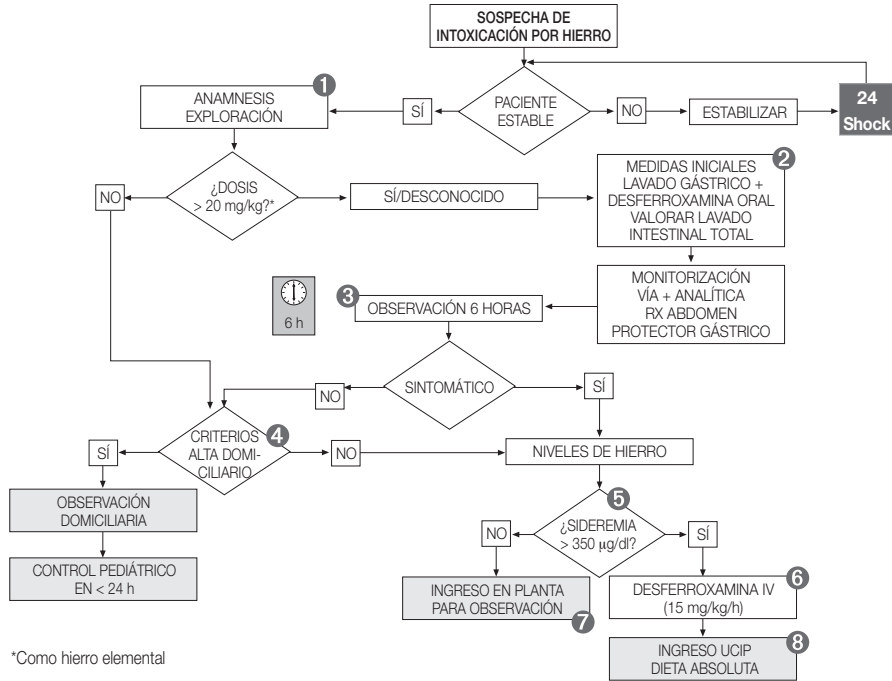 SOSPECHA DE
INTOXICACIÓN POR HIERRO
1
ANAMNESIS
EXPLORACIÓN
SÍ
PACIENTE
ESTABLE
NO
ESTABILIZAR
24
Shock
NO
¿DOSIS
> 20 mg/kg?*
SÍ/DESCONOCIDO
2
MEDIDAS INICIALES
LAVADO GÁSTRICO +
DESFERROXAMINA ORAL
VALORAR LAVADO
INTESTINAL TOTAL
MONITORIZACIÓN
VÍA + ANALÍTICA
RX ABDOMEN
PROTECTOR GÁSTRICO
3
OBSERVACIÓN 6 HORAS
6 h
SINTOMÁTICO
NO
SÍ
4
CRITERIOS
ALTA DOMI-
CILIARIO
SÍ
NO
NIVELES DE HIERRO
OBSERVACIÓN
DOMICILIARIA
CONTROL PEDIÁTRICO
EN < 24 h
5
¿SIDEREMIA
> 350 µg/dl?
NO
SÍ
INGRESO EN PLANTA
PARA OBSERVACIÓN
7
6
DESFERROXAMINA IV
(15 mg/kg/h)
8
INGRESO UCIP
DIETA ABSOLUTA
*Como hierro elemental